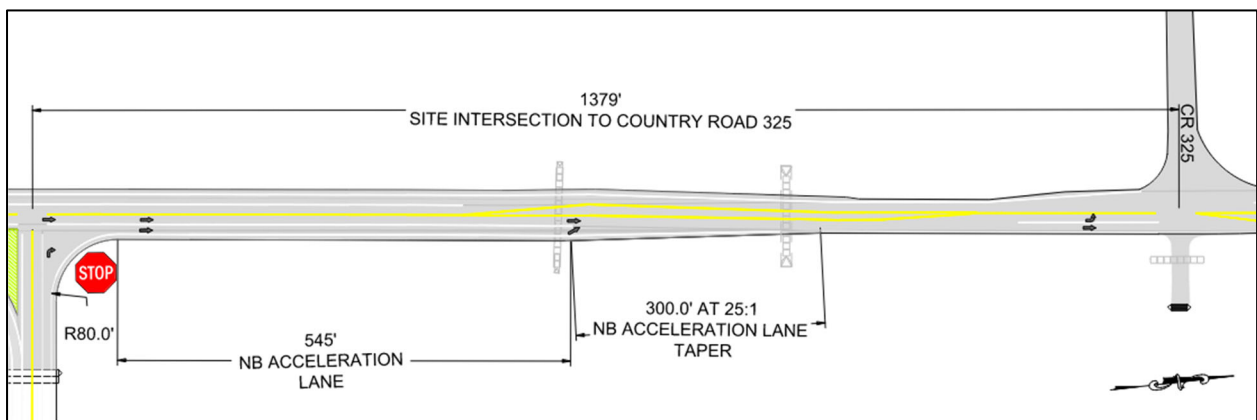 1379'
SITE INTERSECTION TO COUNTRY ROAD 325
CR 325
STOP
R80.0'
545'
NB ACCELERATION
LANE
300.0' AT 25:1
NB ACCELERATION LANE
TAPER